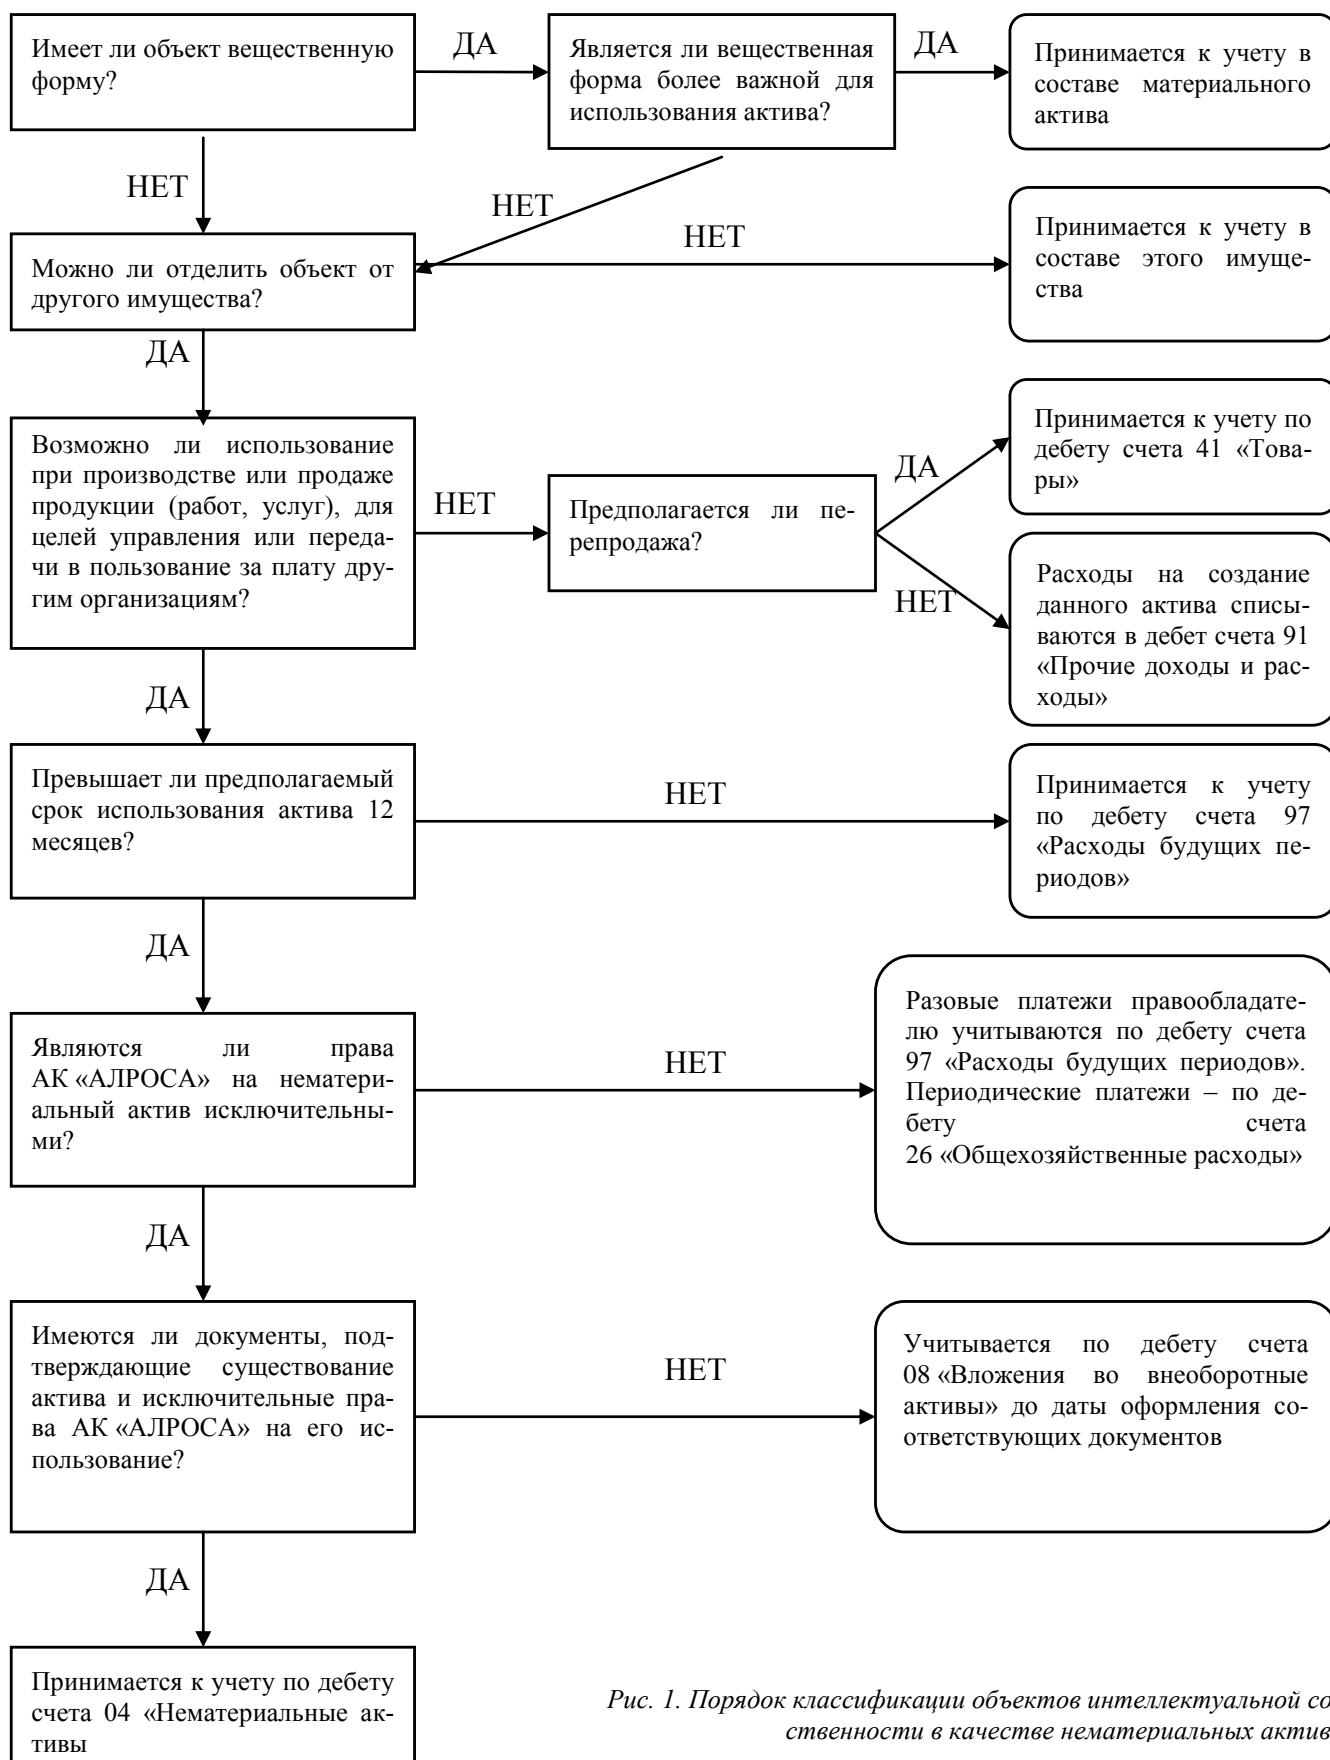 Имеет ли объект вещественную
форму?
ДА
Является ли вещественная
форма более важной для
использования актива?
ДА
Принимается к учету в
составе материального
актива
НЕТ
НЕТ
Можно ли отделить объект от
другого имущества?
НЕТ
Принимается к учету в
составе этого имуще-
ства
ДА
Возможно ли использование
при производстве или продаже
продукции (работ, услуг), для
целей управления или переда-
чи в пользование за плату дру-
гим организациям?
НЕТ
Предполагается ли пе-
репродажа?
ДА
Принимается к учету по
дебету счета 41 «Това-
ры»
НЕТ
Расходы на создание
данного актива списы-
ваются в дебет счета 91
«Прочие доходы и рас-
ходы»
ДА
Превышает ли предполагаемый
срок использования актива 12
месяцев?
НЕТ
Принимается к учету
по дебету счета 97
«Расходы будущих пе-
риодов»
ДА
Являются ли права
АК «АЛРОСА» на нематери-
альный актив исключительны-
ми?
НЕТ
Разовые платежи правообладате-
лю учитываются по дебету счета
97 «Расходы будущих периодов».
Периодические платежи – по де-
бету счета
26 «Общехозяйственные расходы»
ДА
Имеются ли документы, под-
тверждающие существование
актива и исключительные пра-
ва АК «АЛРОСА» на его ис-
пользование?
НЕТ
Учитывается по дебету счета
08 «Вложения во внеоборотные
активы» до даты оформления со-
ответствующих документов
ДА
Принимается к учету по дебету
счета 04 «Нематериальные ак-
тивы
Рис. 1. Порядок классификации объектов интеллектуальной со
ственности в качестве нематериальных актив